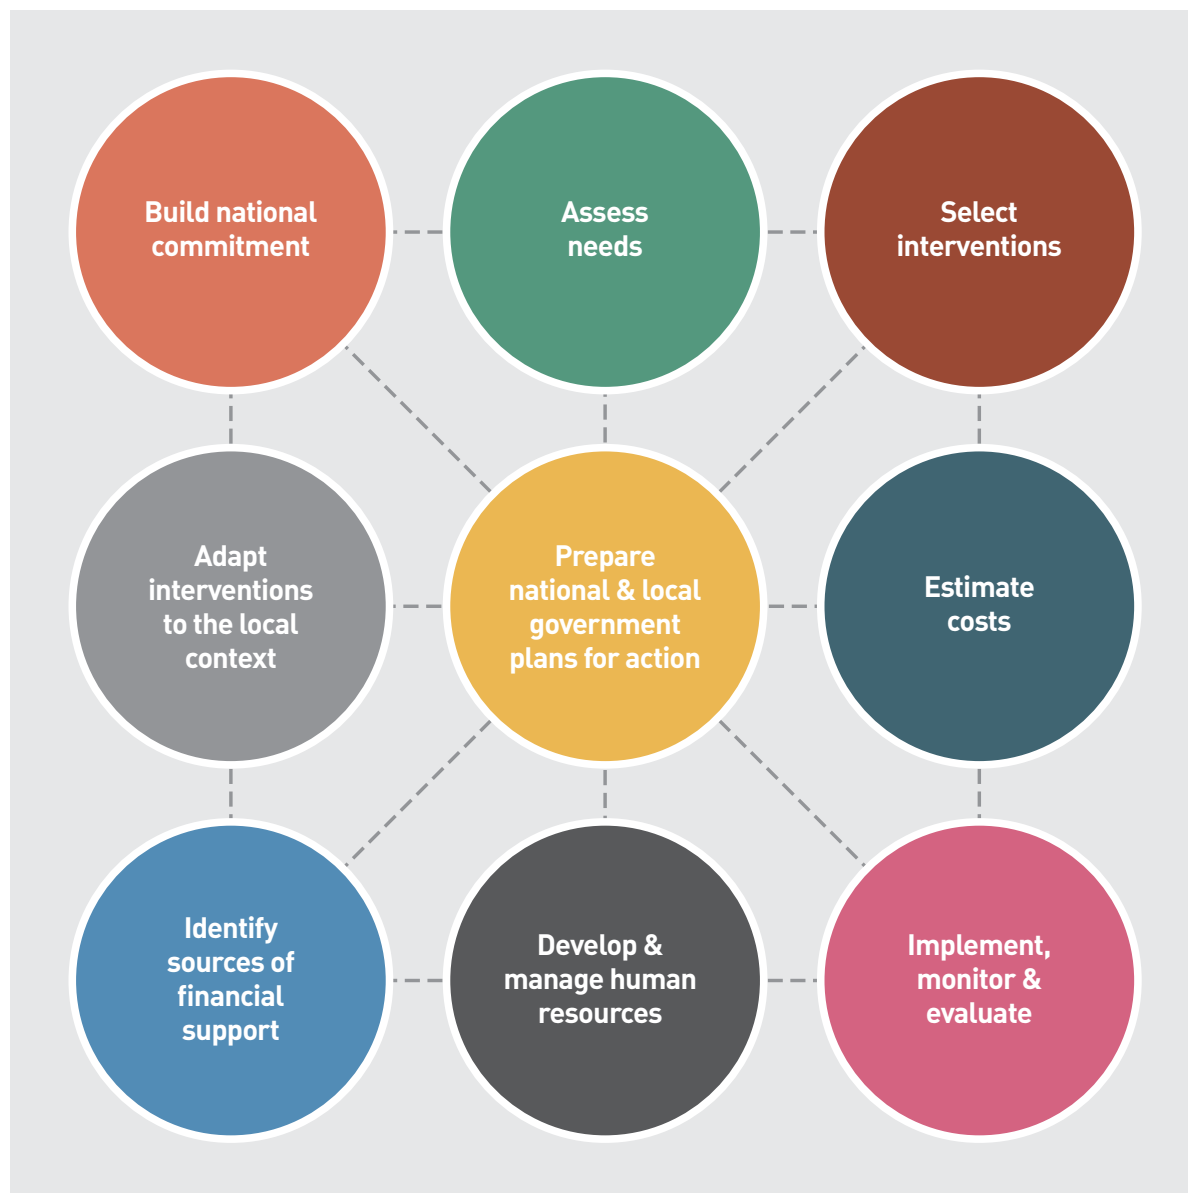 Build national
commitment
Assess
needs
Select
interventions
Adapt
interventions
to the local
context
Prepare
national & local
government
plans for action
Estimate
costs
Identify
sources of
financial
support
Develop &
manage human
resources
Implement,
monitor &
evaluate